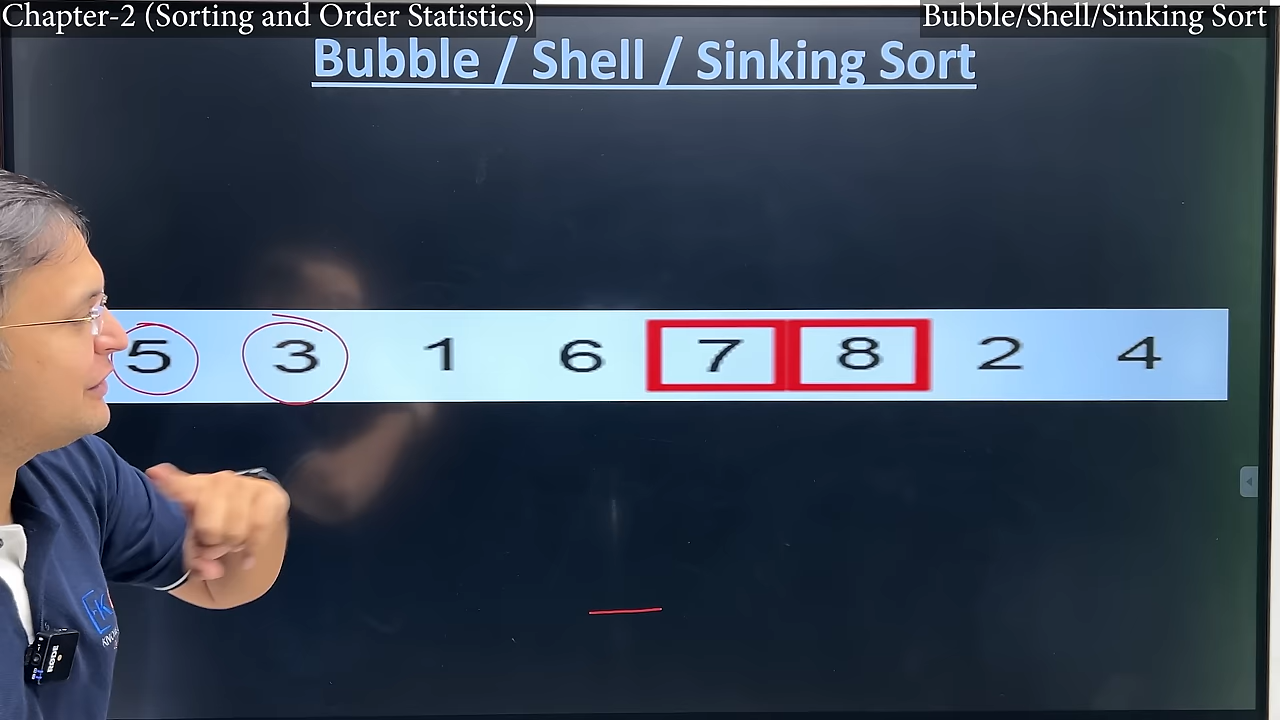 Chapter-2 (Sorting and Order Statistics)
Bubble/Shell/Sinking Sort
Bubble / Shell / Sinking Sort
5 3 1 6 7 8 2 4
RODE